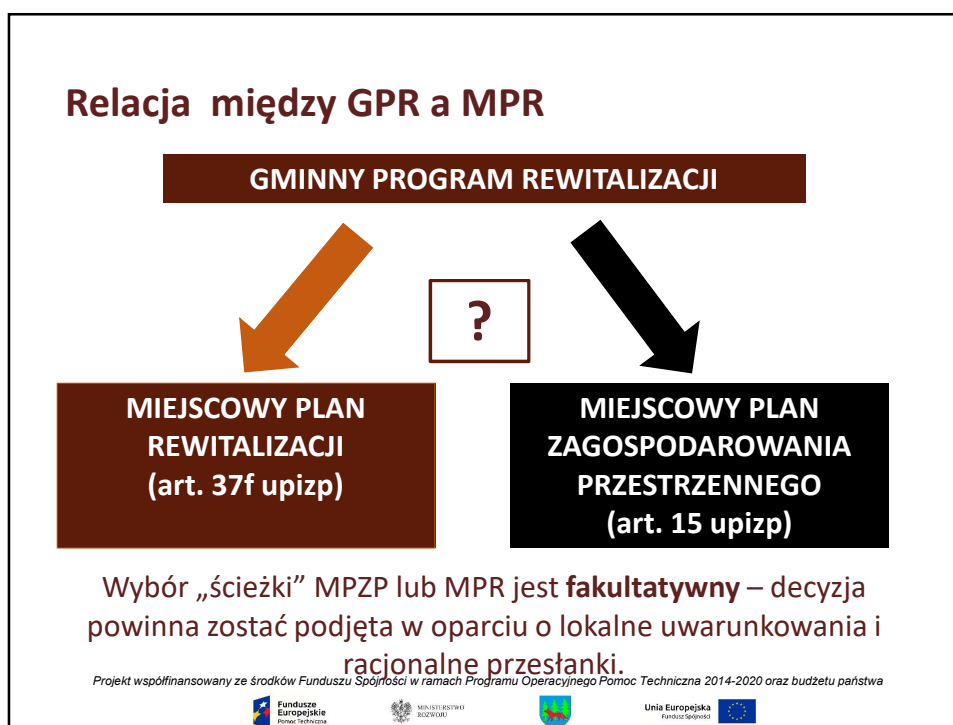 Relacja między GPR a MPR
GMINNY PROGRAM REWITALIZACJI
?
MIEJSCOWY PLAN
REWITALIZACJI
(art. 37f upizp)
MIEJSCOWY PLAN
ZAGOSPODAROWANIA
PRZESTRZENNEGO
(art. 15 upizp)
Wybór „ścieżki” MPZP lub MPR jest fakultatywny – decyzja
powinna zostać podjęta w oparciu o lokalne uwarunkowania i
racjonalne przesłanki.
Projekt współfinansowany ze środków Funduszu Spójności w ramach Programu Operacyjnego Pomoc Techniczna 2014-2020 oraz budżetu państwa
Fundusze
Europejskie
Pomoc Techniczna
MINISTERSTWO
ROZWOJU
Unia Europejska
Fundusz Spójności